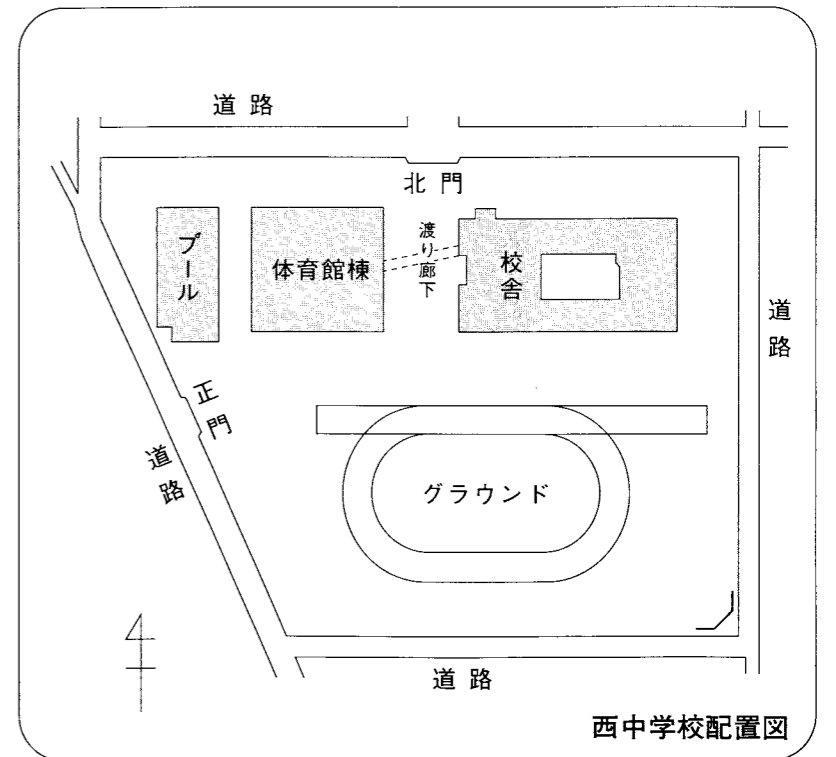 道路
北門
プール
体育館棟
渡り廊下
校舎
道路
正門
道路
グラウンド
道路
西中学校配置図